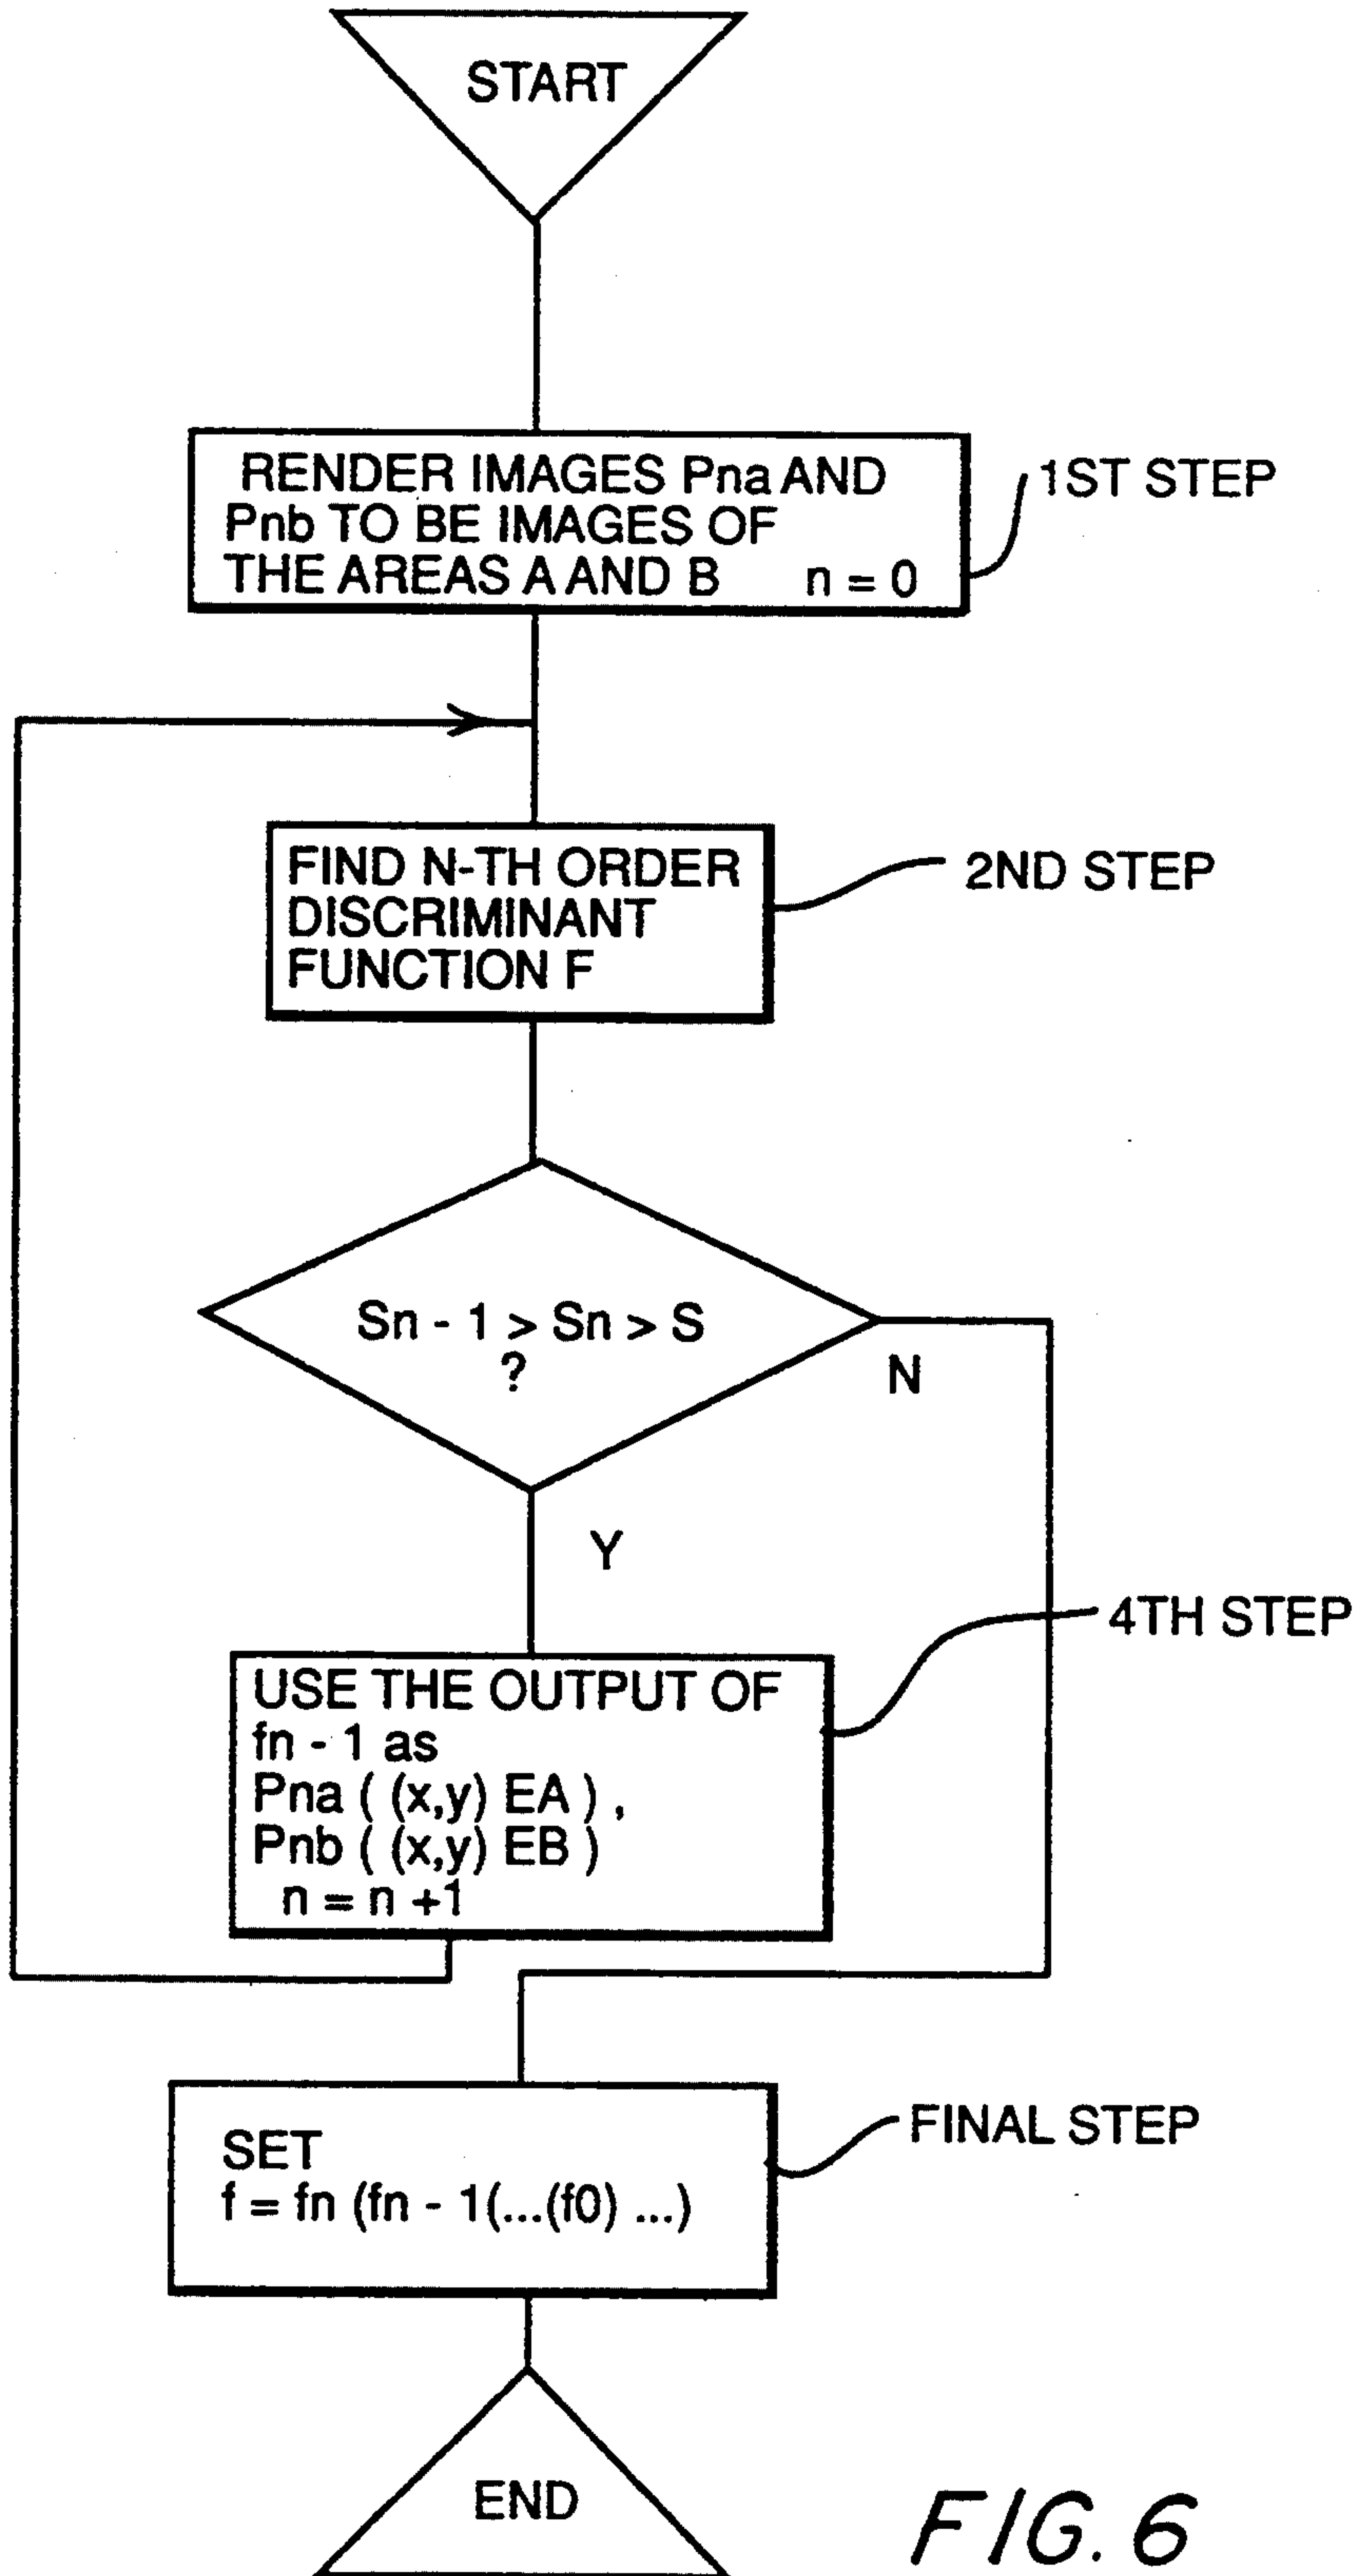 START
RENDER IMAGES Pna AND
Pnb TO BE IMAGES OF
THE AREAS A AND B n = 0
1ST STEP
FIND N-TH ORDER
DISCRIMINANT
FUNCTION F
2ND STEP
Sn - 1 > Sn > S
?
N
Y
4TH STEP
USE THE OUTPUT OF
fn - 1 as
Pna ( (x,y) EA ) ,
Pnb ( (x,y) EB )
n = n +1
FINAL STEP
SET
f = fn (fn - 1(...(f0) ...)
END
FIG. 6